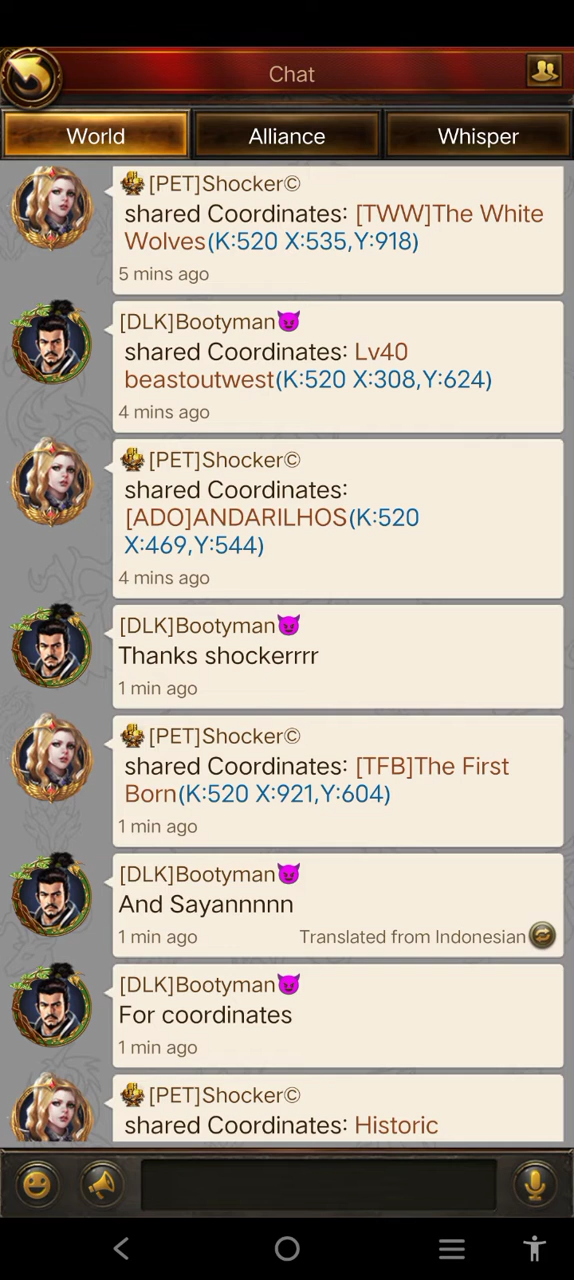 Chat
World
Alliance
Whisper
[PET]Shocker©
shared Coordinates: [TWW]The White
Wolves(K:520 X:535,Y:918)
5 mins ago
[DLK]Bootyman😈
shared Coordinates: Lv40
beastoutwest(K:520 X:308,Y:624)
4 mins ago
[PET]Shocker©
shared Coordinates:
[ADO]ANDARILHOS(K:520
X:469,Y:544)
4 mins ago
[DLK]Bootyman😈
Thanks shockerrrr
1 min ago
[PET]Shocker©
shared Coordinates: [TFB]The First
Born(K:520 X:921,Y:604)
1 min ago
[DLK]Bootyman😈
And Sayannnnn
1 min ago Translated from Indonesian
[DLK]Bootyman😈
For coordinates
1 min ago
[PET]Shocker©
shared Coordinates: Historic